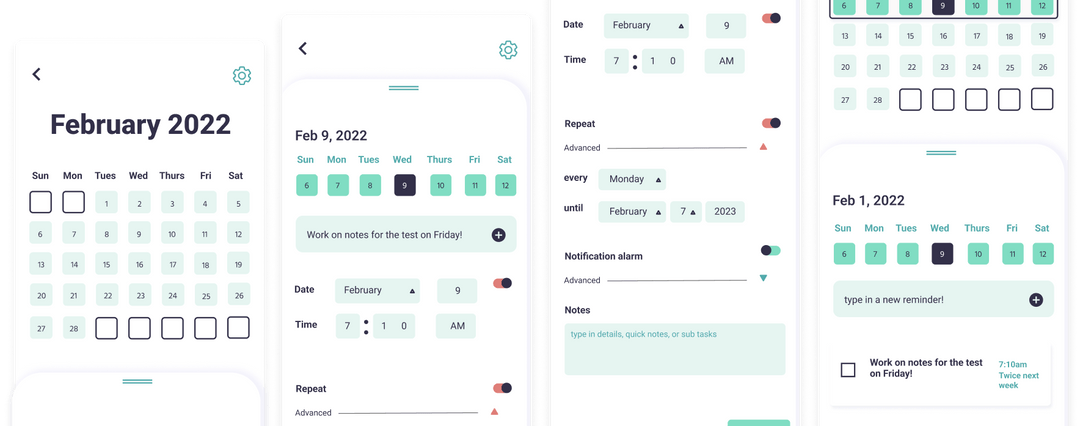 February 2022
Sun Mon Tues Wed Thurs Fri Sat
1 2 3 4 5
6 7 8 9 10 11 12
13 14 15 16 17 18 19
20 21 22 23 24 25 26
27 28
Feb 9, 2022
Sun Mon Tues Wed Thurs Fri Sat
6 7 8 9 10 11 12
Work on notes for the test on Friday!
Date February 9
Time 7 : 1 0 AM
Repeat
Advanced
Date February 9
Time 7 : 1 0 AM
Repeat
Advanced
every Monday
until February 7 2023
Notification alarm
Advanced
Notes
type in details, quick notes, or sub tasks
6 7 8 9 10 11 12
13 14 15 16 17 18 19
20 21 22 23 24 25 26
27 28
Feb 1, 2022
Sun Mon Tues Wed Thurs Fri Sat
6 7 8 9 10 11 12
type in a new reminder!
Work on notes for the test
on Friday!
7:10am
Twice next
week